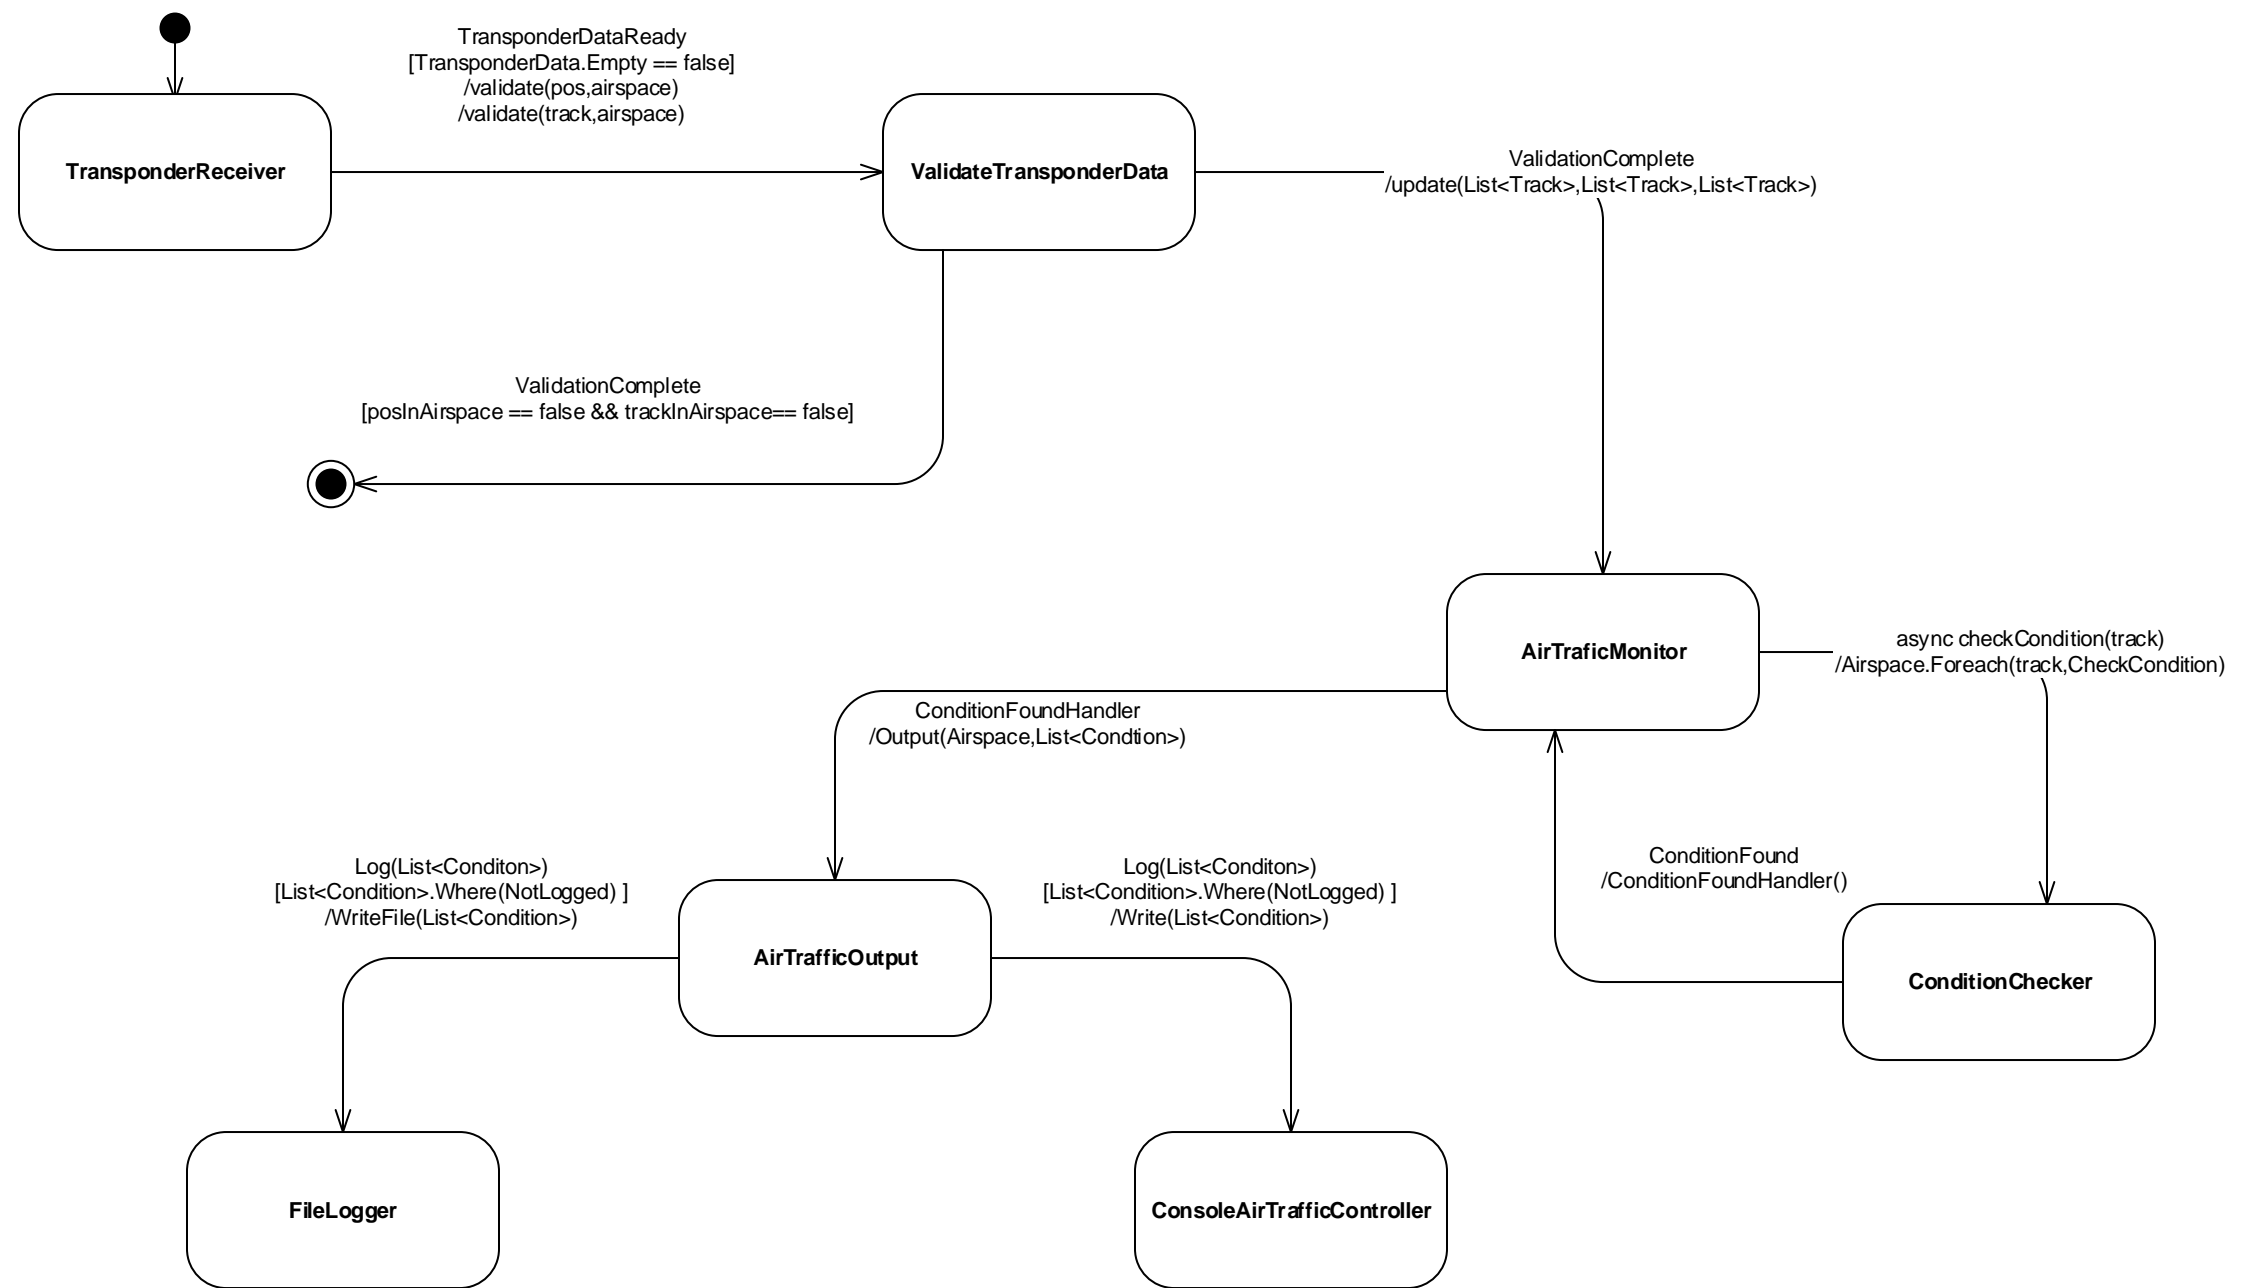 TransponderDataReady
[TransponderData.Empty == false]
/validate(pos,airspace)
/validate(track,airspace)
TransponderReceiver
ValidateTransponderData
ValidationComplete
/update(List<Track>,List<Track>,List<Track>)
ValidationComplete
[posInAirspace == false && trackInAirspace== false]
AirTraficMonitor
async checkCondition(track)
/Airspace.Foreach(track,CheckCondition)
ConditionFoundHandler
/Output(Airspace,List<Condtion>)
ConditionFound
/ConditionFoundHandler()
Log(List<Conditon>)
[List<Condition>.Where(NotLogged) ]
/WriteFile(List<Condition>)
Log(List<Conditon>)
[List<Condition>.Where(NotLogged) ]
/Write(List<Condition>)
AirTrafficOutput
ConditionChecker
FileLogger
ConsoleAirTrafficController